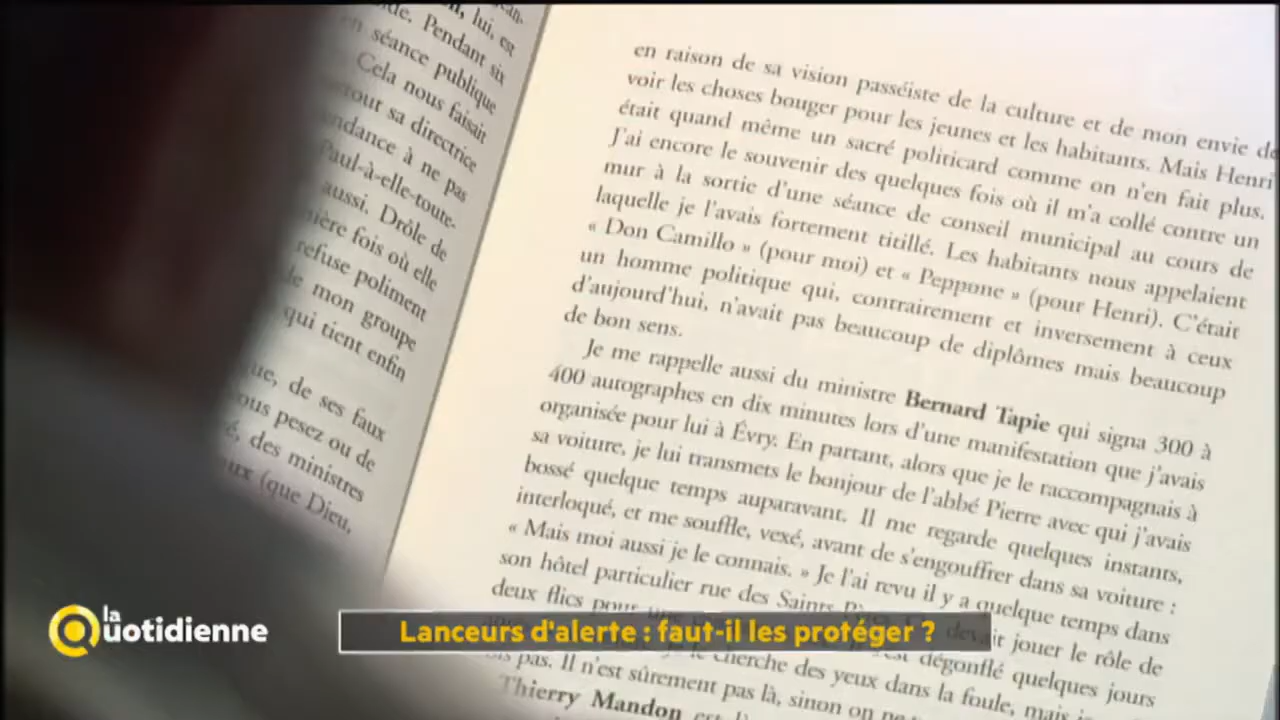 lui, est
Pendant six
en séance publique
Cela nous faisait
tout sa directrice
à ne pas
Paul-à-elle-toute-
aussi. Drôle de
fois où elle
refuse poliment
de mon groupe
qui tient enfin
de ses faux
pesez ou de
des ministres
(que Dieu,
en raison de sa vision passéiste de la culture et de mon envie de
voir les choses bouger pour les jeunes et les habitants. Mais Henri
était quand même un sacré politicard comme on n'en fait plus.
J'ai encore le souvenir des quelques fois où il m'a collé contre un
mur à la sortie d'une séance de conseil municipal au cours de
laquelle je l'avais fortement titillé. Les habitants nous appelaient
« Don Camillo » (pour moi) et « Peppone » (pour Henri). C'était
un homme politique qui, contrairement et inversement à ceux
d'aujourd'hui, n'avait pas beaucoup de diplômes mais beaucoup
de bon sens.
Je me rappelle aussi du ministre Bernard Tapie qui signa 300 à
400 autographes en dix minutes lors d'une manifestation que j'avais
organisée pour lui à Évry. En partant, alors que je le raccompagnais à
sa voiture, je lui transmets le bonjour de l'abbé Pierre avec qui j'avais
bossé quelque temps auparavant. Il me regarde quelques instants,
interloqué, et me souffle, vexé, avant de s'engouffrer dans sa voiture :
« Mais moi aussi je le connais. » Je l'ai revu il y a quelque temps dans
son hôtel particulier rue des Saints-Pères. devait jouer le rôle de
deux flics pour une dégonflé quelques jours
je le cherche des yeux dans la foule, mais
pas. Il n'est sûrement pas là, sinon on
Thierry Mandon est
la Quotidienne
Lanceurs d'alerte : faut-il les protéger ?